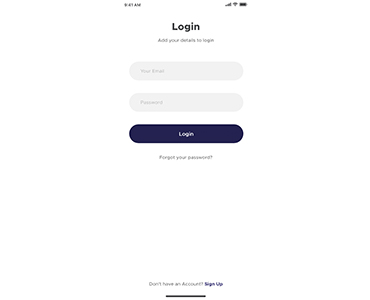 9:41 AM
Login
Add your details to login
Your Email
Password
Login
Forgot your password?
Don't have an Account? Sign Up